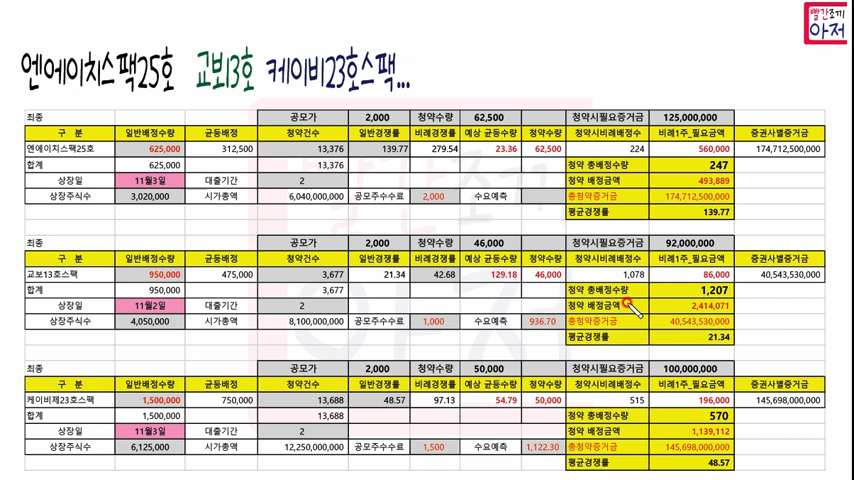 빨간조끼
아저
엔에이치스팩25호 교보13호 케이비23호스팩...
최종 공모가 2,000 청약수량 62,500 청약시필요증거금 125,000,000
구 분 일반배정수량 균등배정 청약건수 일반경쟁률 비례경쟁률 예상 균등수량 청약수량 청약시비례배정수 비례1주_필요금액 증권사별증거금
엔에이치스팩25호 625,000 312,500 13,376 139.77 279.54 23.36 62,500 224 560,000 174,712,500,000
합계 625,000 13,376 청약 총배정수량 247
상장일 11월3일 대출기간 2 청약 배정금액 493,889
상장주식수 3,020,000 시가총액 6,040,000,000 공모주수수료 2,000 수요예측 총청약증거금 174,712,500,000
평균경쟁률 139.77
최종 공모가 2,000 청약수량 46,000 청약시필요증거금 92,000,000
구 분 일반배정수량 균등배정 청약건수 일반경쟁률 비례경쟁률 예상 균등수량 청약수량 청약시비례배정수 비례1주_필요금액 증권사별증거금
교보13호스팩 950,000 475,000 3,677 21.34 42.68 129.18 46,000 1,078 86,000 40,543,530,000
합계 950,000 3,677 청약 총배정수량 1,207
상장일 11월2일 대출기간 2 청약 배정금액 2,414,071
상장주식수 4,050,000 시가총액 8,100,000,000 공모주수수료 1,000 수요예측 936.70 총청약증거금 40,543,530,000
평균경쟁률 21.34
최종 공모가 2,000 청약수량 50,000 청약시필요증거금 100,000,000
구 분 일반배정수량 균등배정 청약건수 일반경쟁률 비례경쟁률 예상 균등수량 청약수량 청약시비례배정수 비례1주_필요금액 증권사별증거금
케이비제23호스팩 1,500,000 750,000 13,688 48.57 97.13 54.79 50,000 515 196,000 145,698,000,000
합계 1,500,000 13,688 청약 총배정수량 570
상장일 11월3일 대출기간 2 청약 배정금액 1,139,112
상장주식수 6,125,000 시가총액 12,250,000,000 공모주수수료 1,500 수요예측 1,122.30 총청약증거금 145,698,000,000
평균경쟁률 48.57